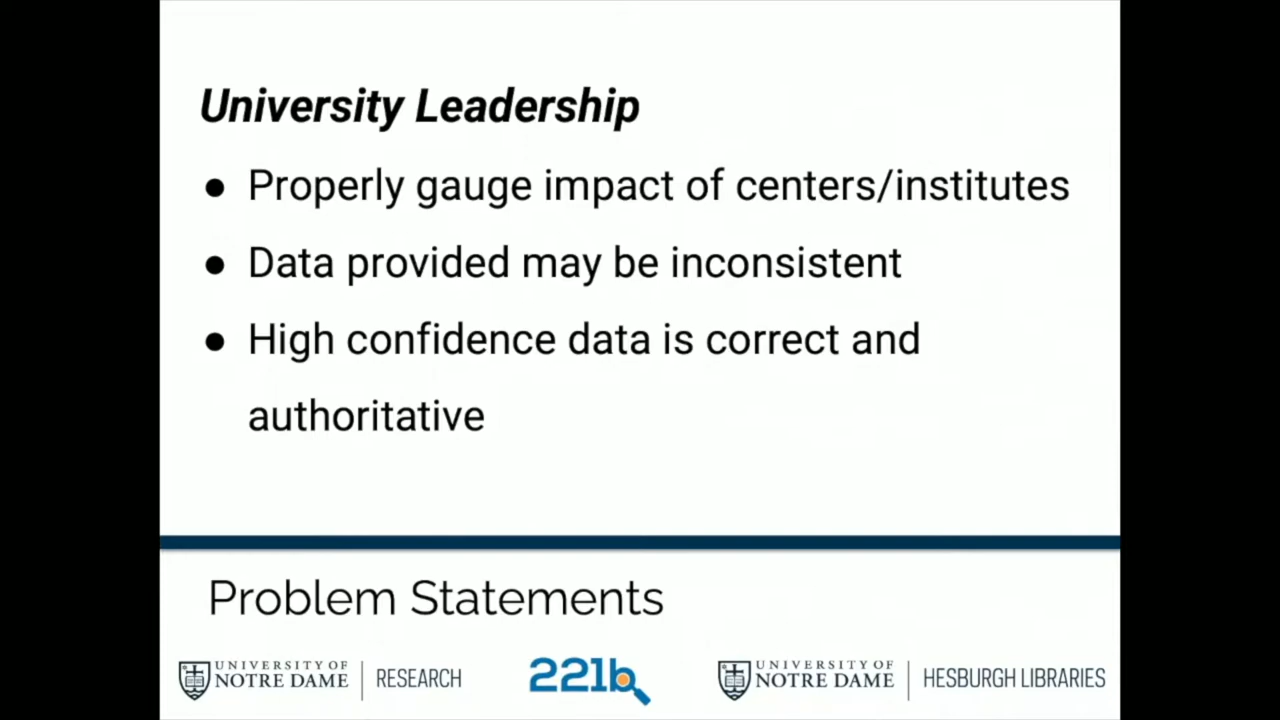 University Leadership
● Properly gauge impact of centers/institutes
● Data provided may be inconsistent
● High confidence data is correct and
authoritative
Problem Statements
UNIVERSITY OF
NOTRE DAME
RESEARCH
221b
UNIVERSITY OF
NOTRE DAME
HESBURGH LIBRARIES